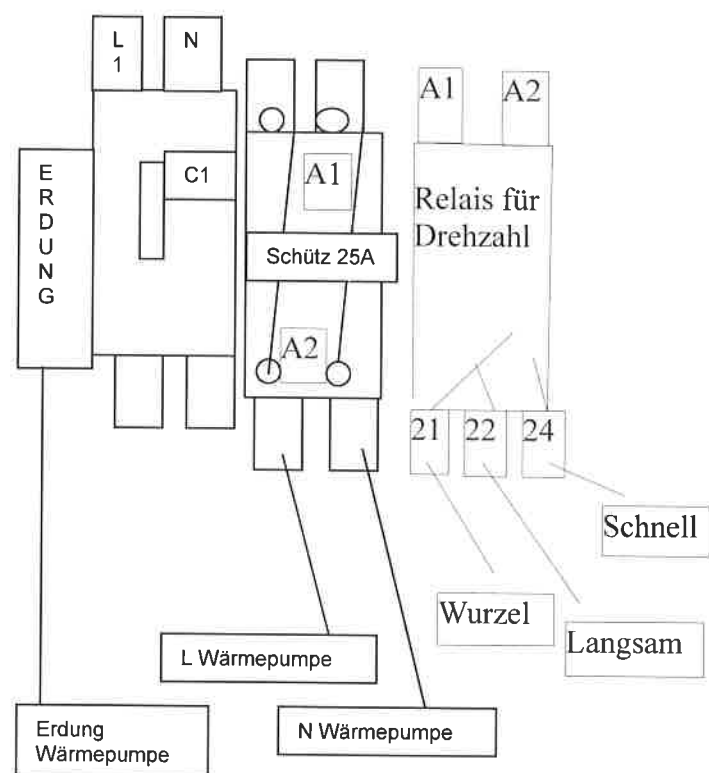 L
1
N
A1
A2
ERDUNG
C1
A1
Relais für
Drehzahl
Schütz 25A
A2
21
22
24
Schnell
Wurzel
Langsam
L Wärmepumpe
N Wärmepumpe
Erdung
Wärmepumpe